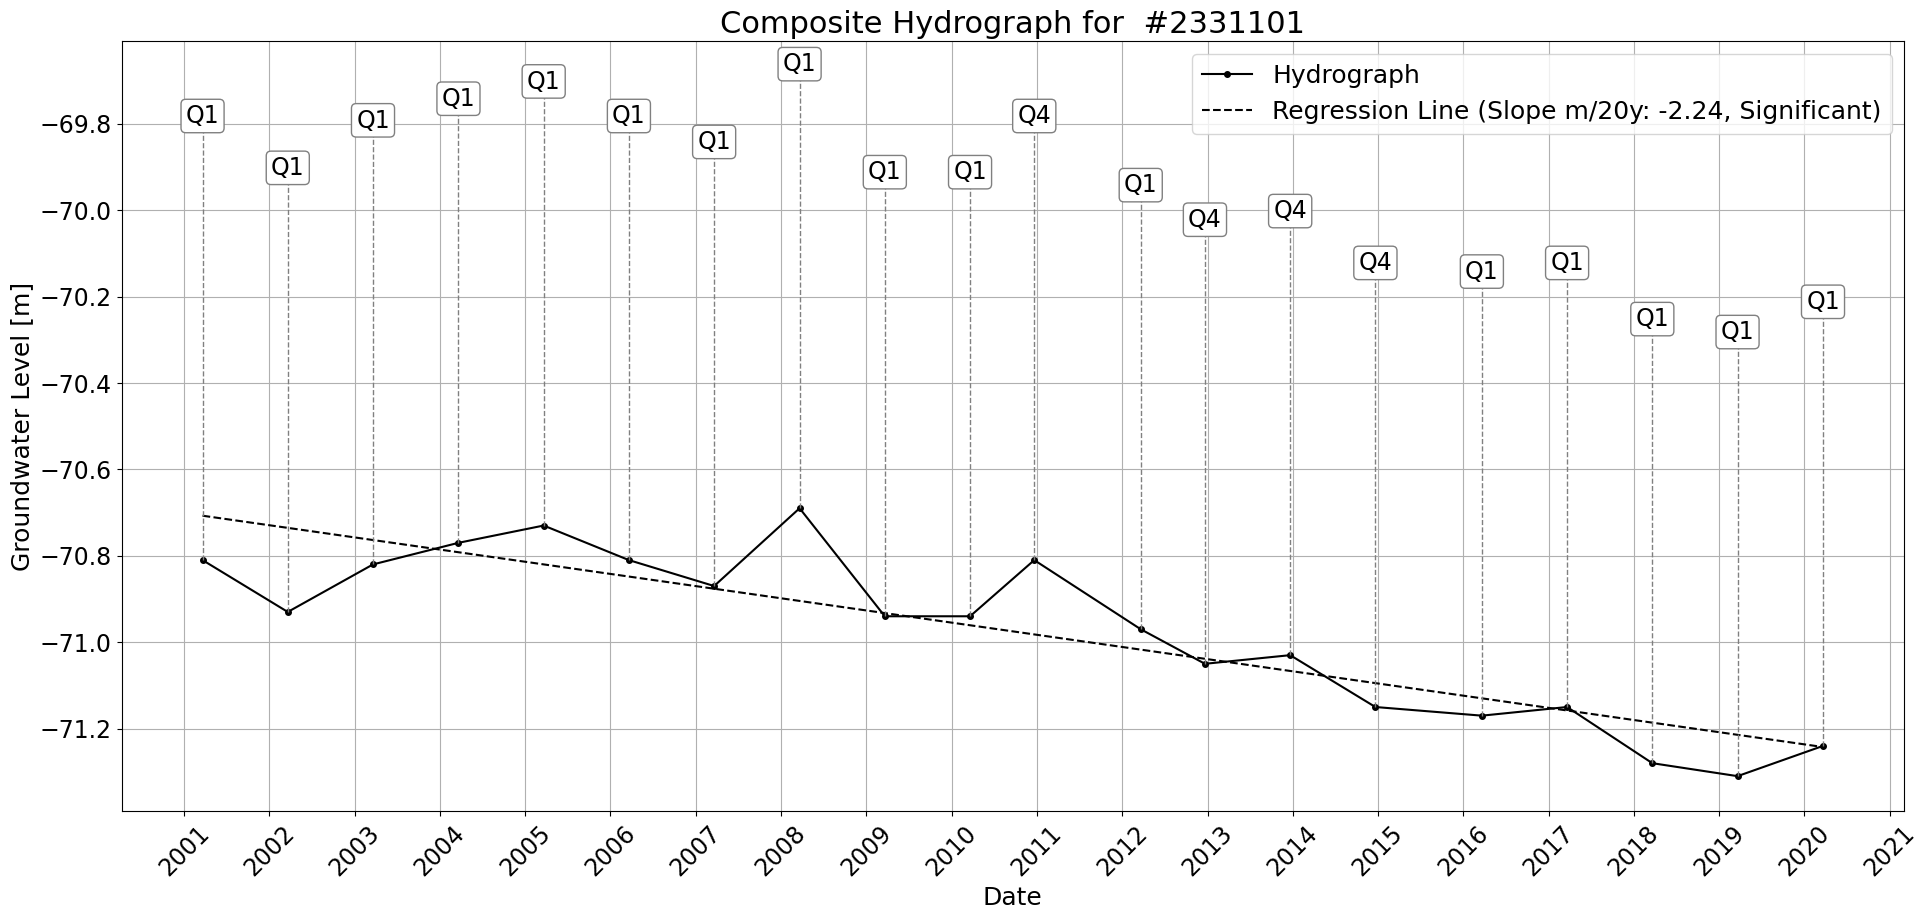 Composite Hydrograph for  #2331101
Hydrograph
Regression Line (Slope m/20y: -2.24, Significant)
Groundwater Level [m]
−69.8
−70.0
−70.2
−70.4
−70.6
−70.8
−71.0
−71.2
Q1
Q1
Q1
Q1
Q1
Q1
Q1
Q1
Q1
Q1
Q4
Q1
Q4
Q4
Q4
Q1
Q1
Q1
Q1
Q1
2001
2002
2003
2004
2005
2006
2007
2008
2009
2010
2011
2012
2013
2014
2015
2016
2017
2018
2019
2020
2021
Date